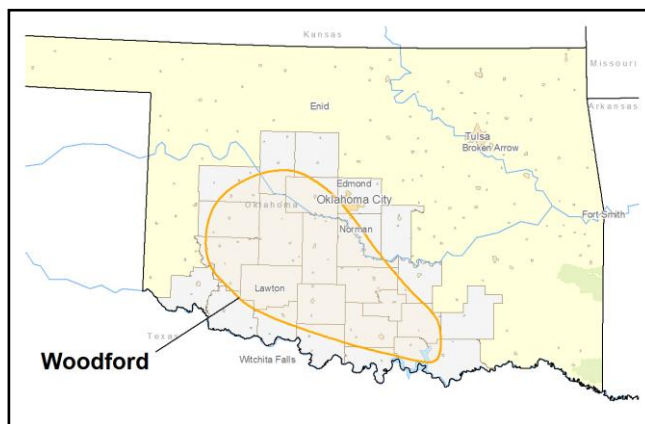 Kansas
Missouri
Arkansas
Enid
Tulsa
Broken Arrow
Edmond
Oklahoma
Oklahoma City
Fort Smith
Norman
Lawton
Texas
Witchita Falls
Woodford